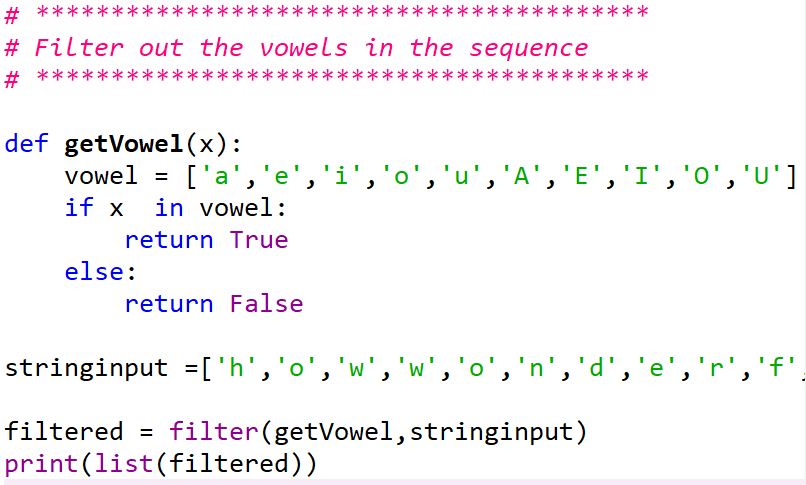 # *****************************************
# Filter out the vowels in the sequence
# *****************************************
def getVowel(x):
vowel = ['a','e','i','o','u','A','E','I','O','U']
if x  in vowel:
return True
else:
return False
stringinput =['h','o','w','w','o','n','d','e','r','f',
filtered = filter(getVowel,stringinput)
print(list(filtered))